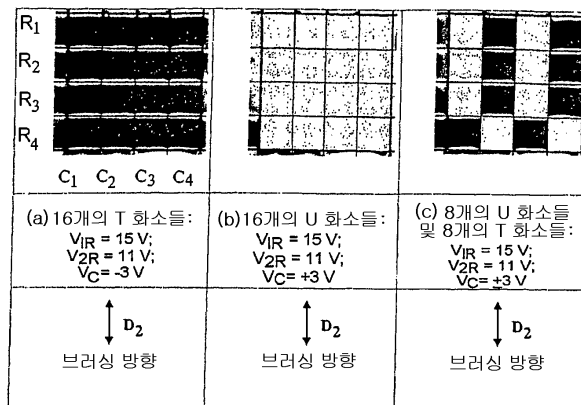 R1
R2
R3
R4
C1 C2 C3 C4
(a) 16개의 T 화소들:
VIR = 15 V;
V2R = 11 V;
VC= -3 V
(b) 16개의 U 화소들:
VIR = 15 V;
V2R = 11 V;
VC= +3 V
(c) 8개의 U 화소들
및 8개의 T 화소들:
VIR = 15 V;
V2R = 11 V;
VC= ±3 V
D2
브러싱 방향
D2
브러싱 방향
D2
브러싱 방향